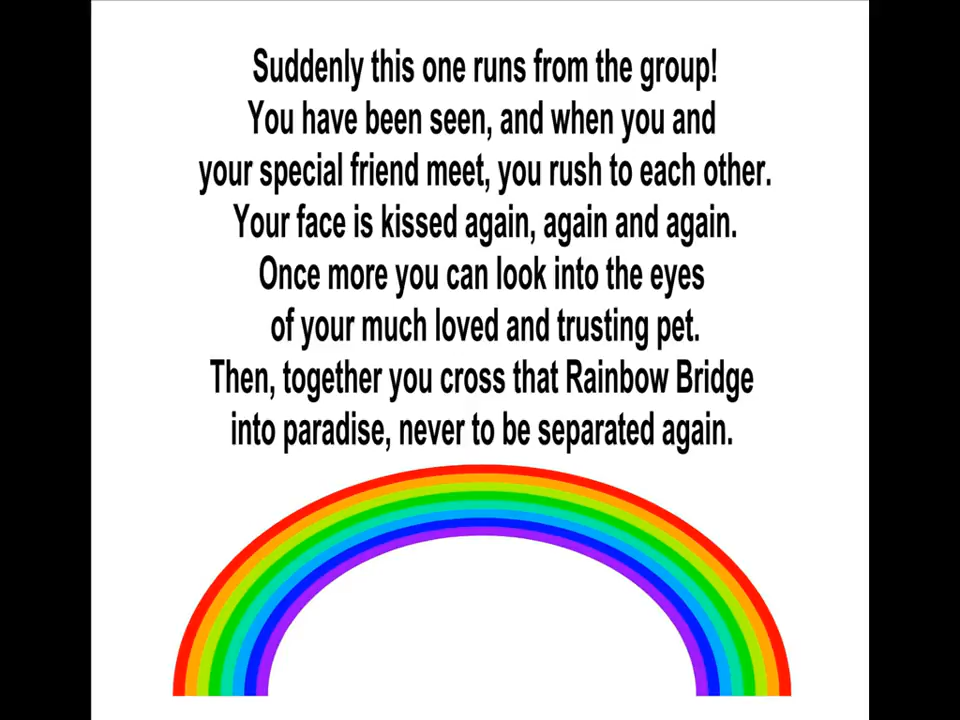 Suddenly this one runs from the group!
You have been seen, and when you and
your special friend meet, you rush to each other.
Your face is kissed again, again and again.
Once more you can look into the eyes
of your much loved and trusting pet.
Then, together you cross that Rainbow Bridge
into paradise, never to be separated again.